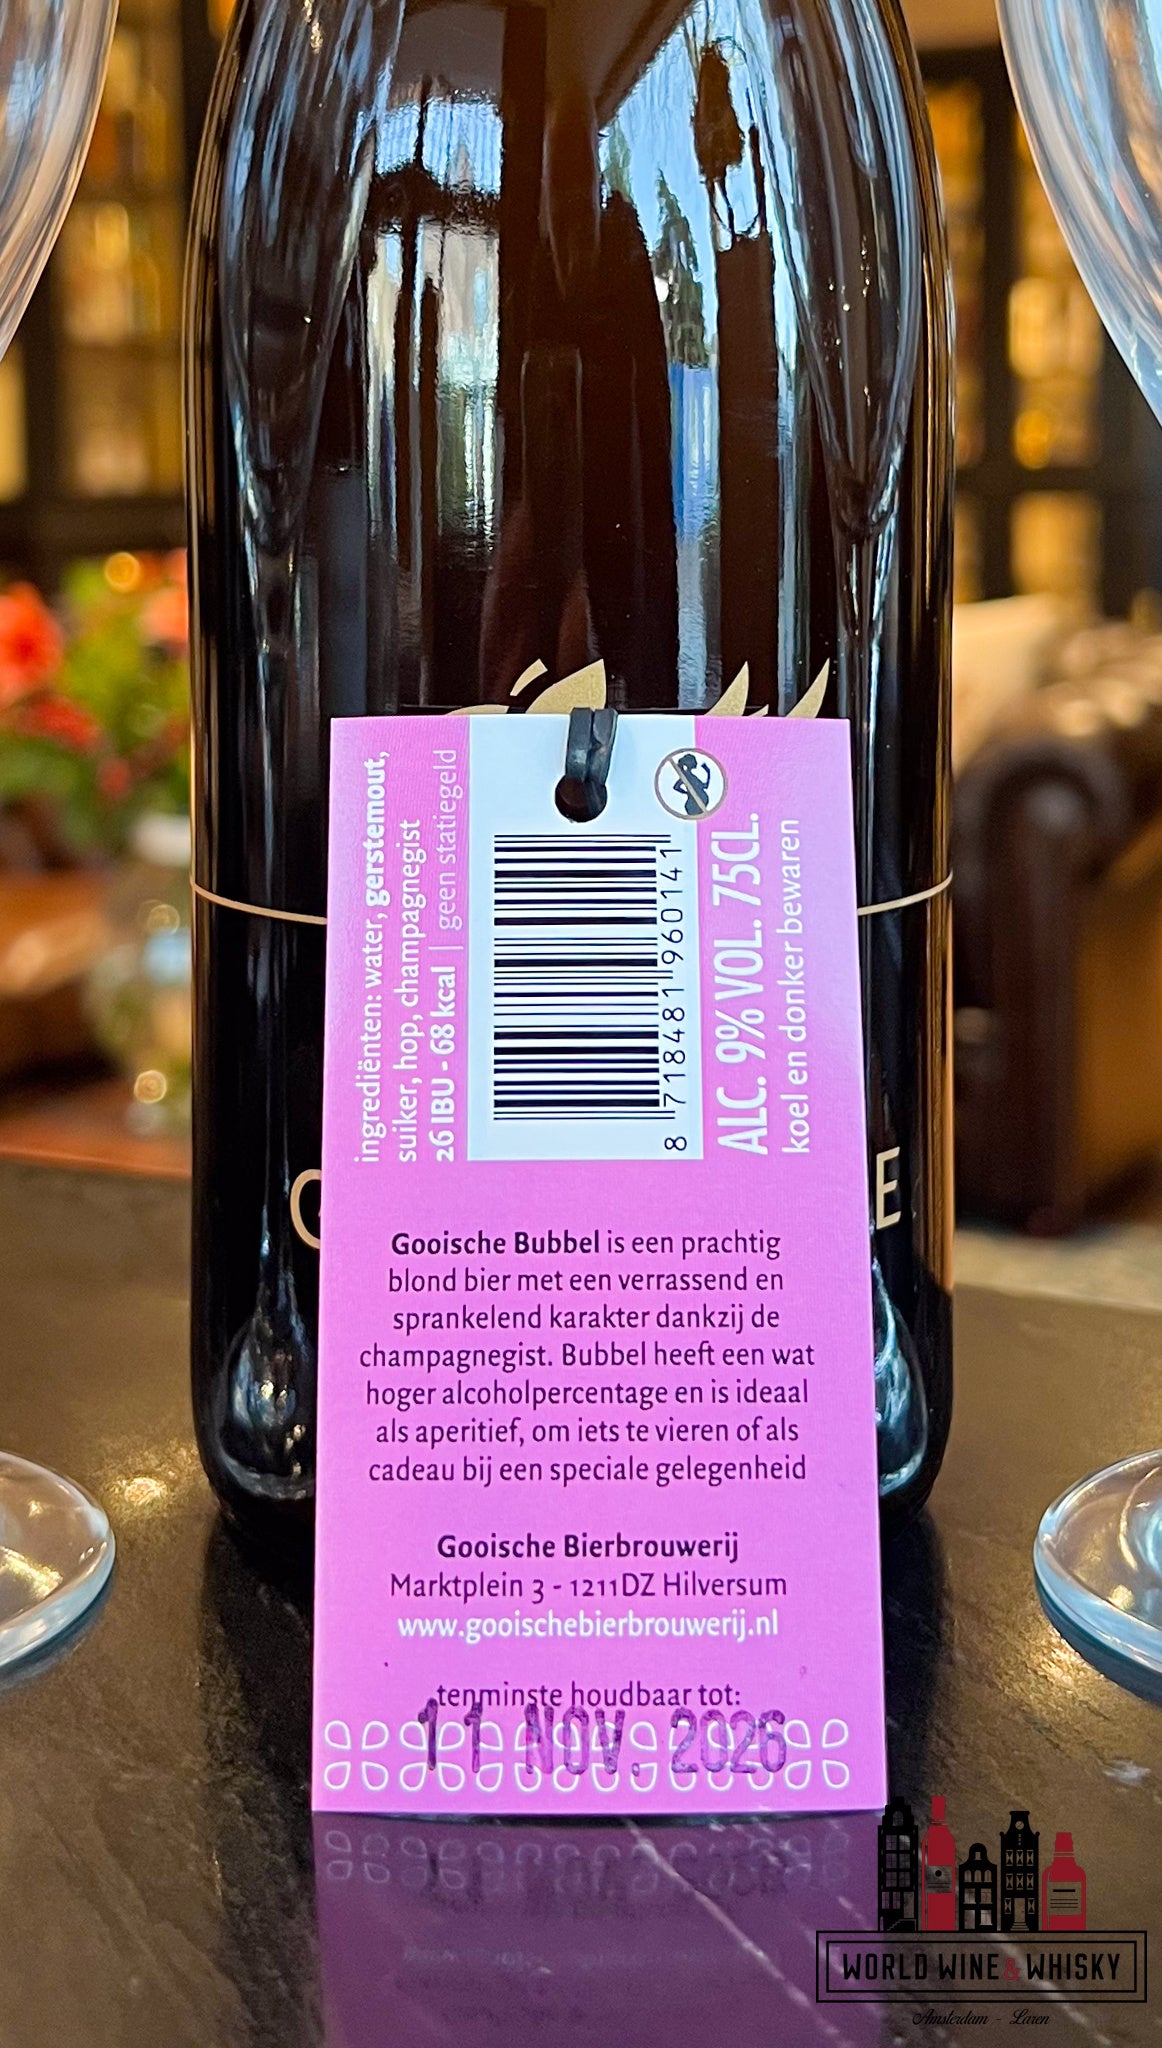 ingrediënten: water, gerstemout,
suiker, hop, champagnegist
26 IBU - 68 kcal | geen statiegeld
8 718481 960141
ALC. 9% VOL. 75CL.
koel en donker bewaren
E
Gooische Bubbel is een prachtig
blond bier met een verrassend en
sprankelend karakter dankzij de
champagnegist. Bubbel heeft een wat
hoger alcoholpercentage en is ideaal
als aperitief, om iets te vieren of als
cadeau bij een speciale gelegenheid
Gooische Bierbrouwerij
Marktplein 3 - 1211DZ Hilversum
www.gooischebierbrouwerij.nl
tenminste houdbaar tot:
11 NOV. 2026
WORLD WINE & WHISKY
Amsterdam - Laren